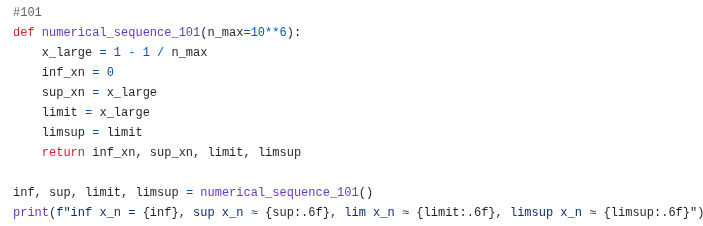 #101
def numerical_sequence_101(n_max=10**6):
    x_large = 1 - 1 / n_max
    inf_xn = 0
    sup_xn = x_large
    limit = x_large
    limsup = limit
    return inf_xn, sup_xn, limit, limsup
inf, sup, limit, limsup = numerical_sequence_101()
print(f"inf x_n = {inf}, sup x_n ≈ {sup:.6f}, lim x_n ≈ {limit:.6f}, limsup x_n ≈ {limsup:.6f}")